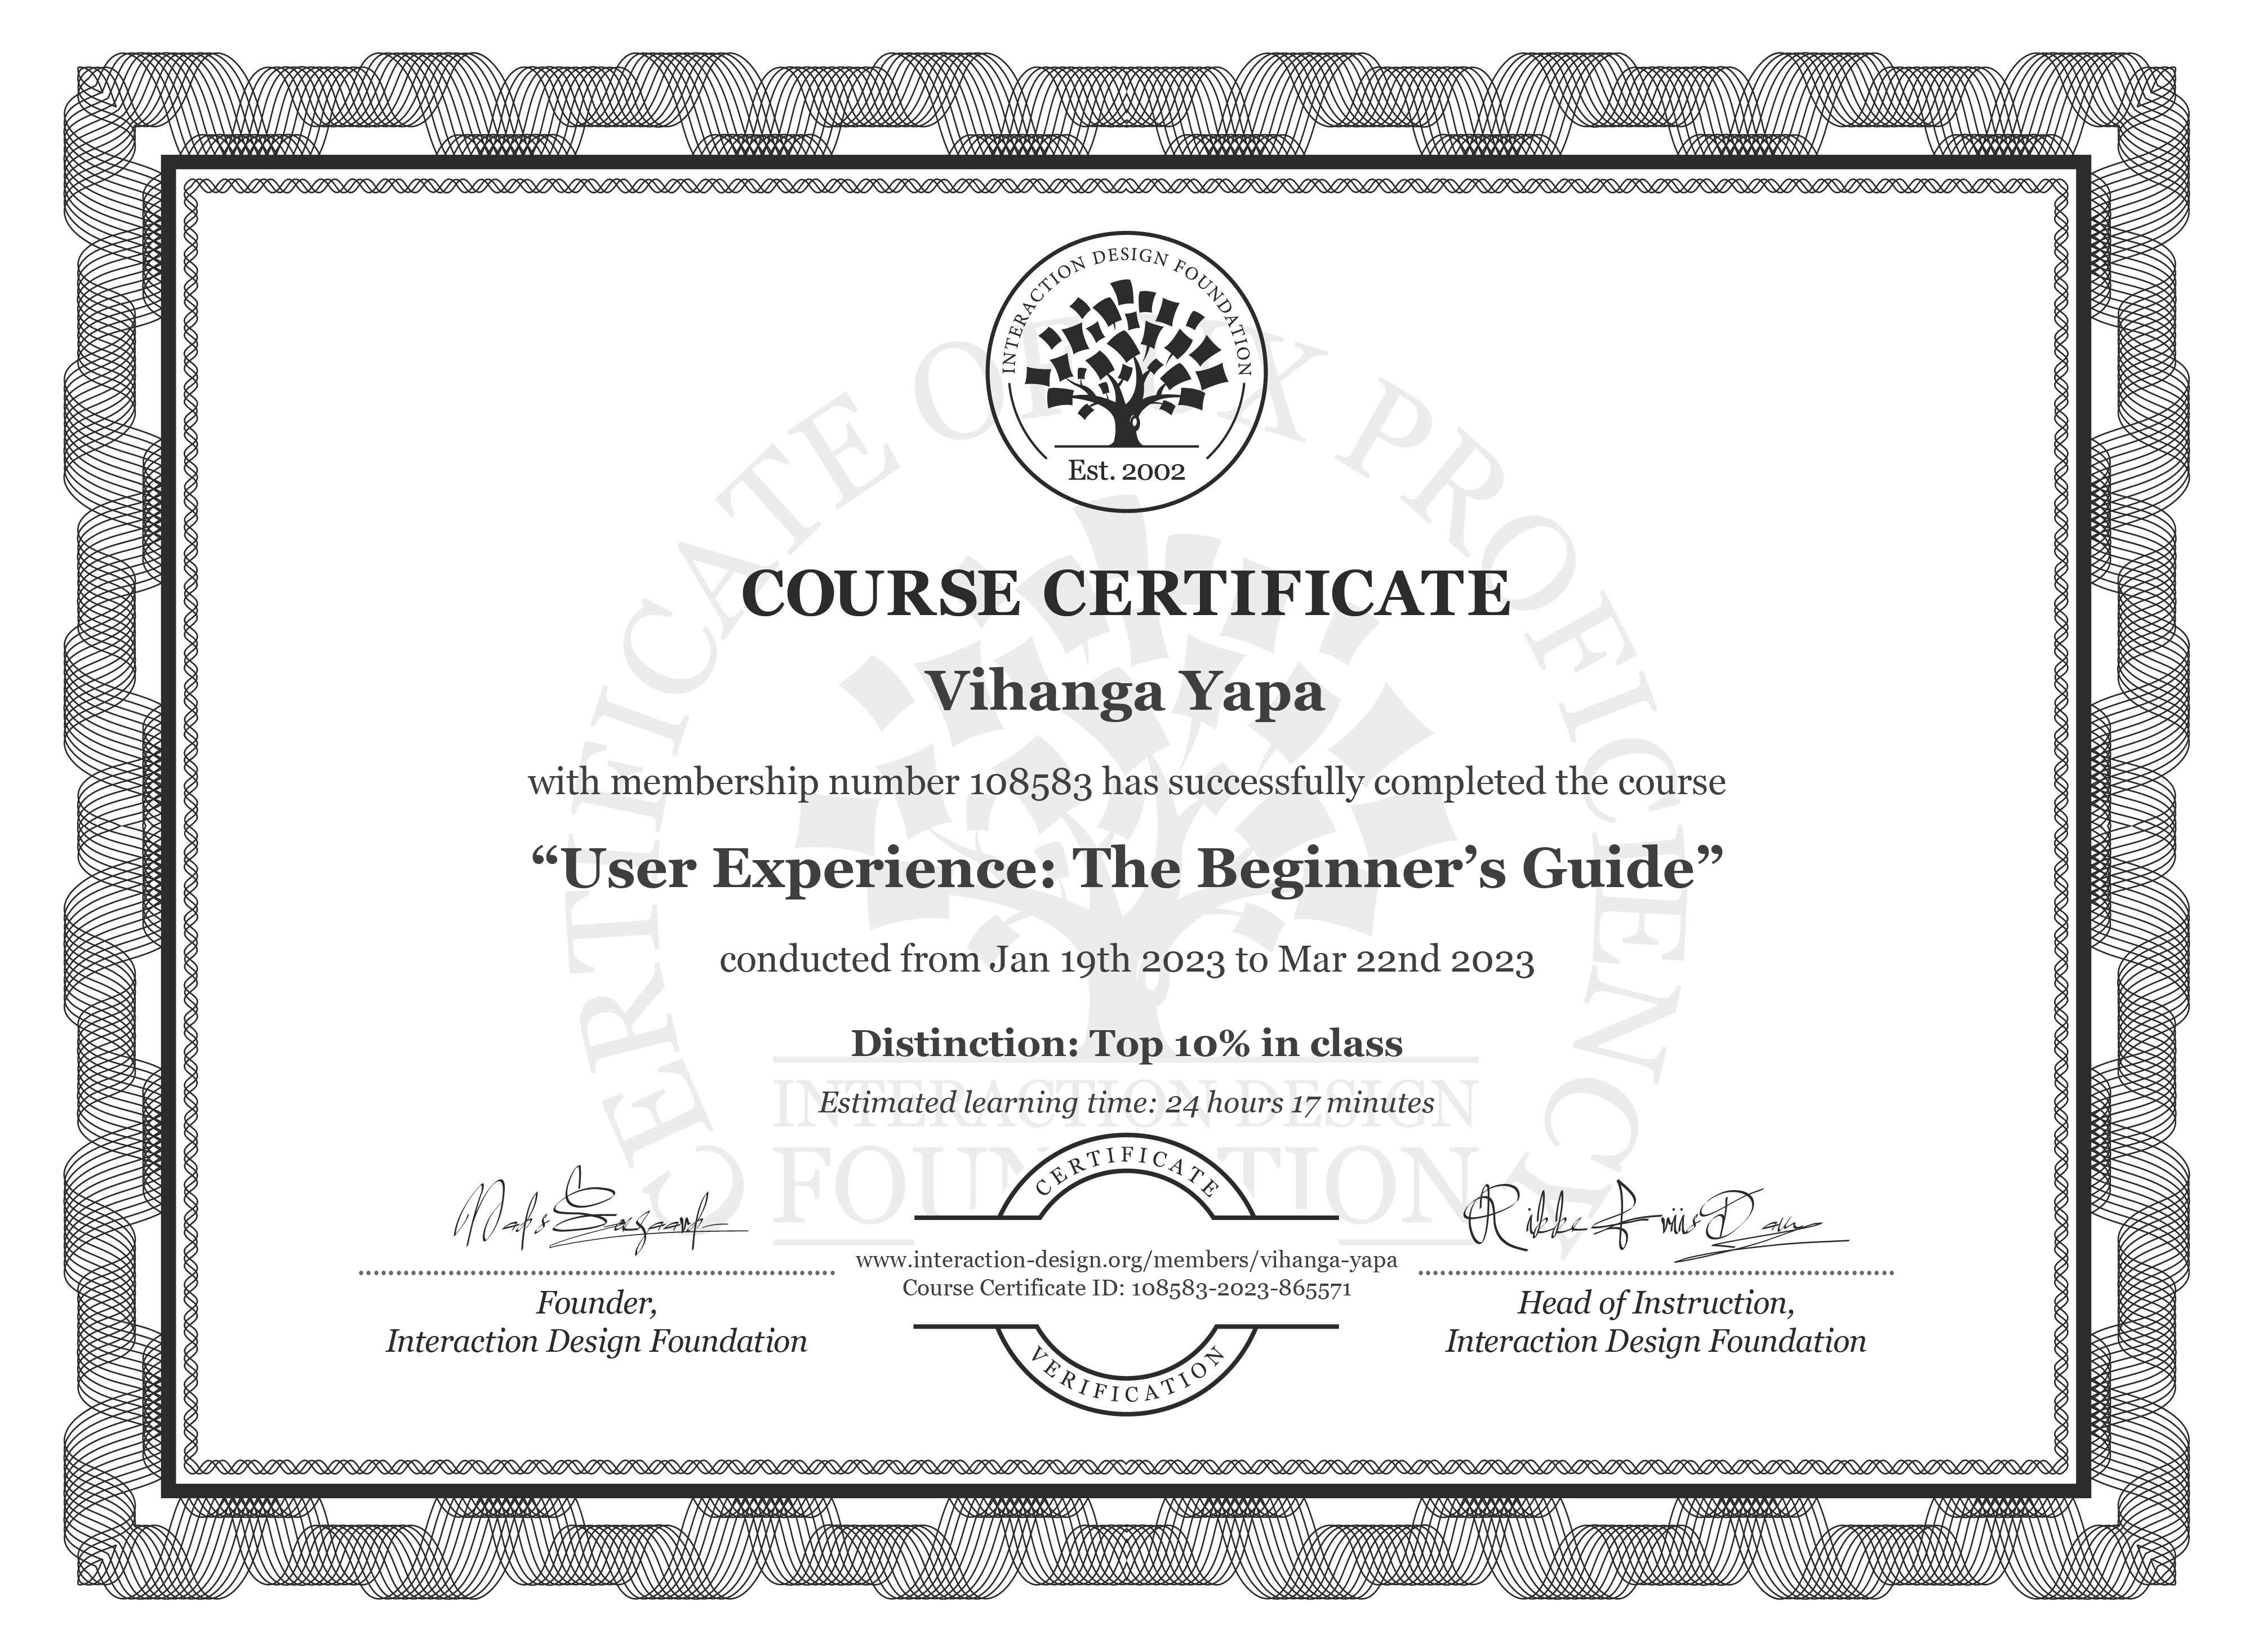 INTERACTION DESIGN FOUNDATION
Est. 2002
CERTIFICATE OF UX PROFICIENCY
COURSE CERTIFICATE
Vihanga Yapa
with membership number 108583 has successfully completed the course
“User Experience: The Beginner’s Guide”
conducted from Jan 19th 2023 to Mar 22nd 2023
Distinction: Top 10% in class
Estimated learning time: 24 hours 17 minutes
INTERACTION DESIGN
FOUNDATION
CERTIFICATE
www.interaction-design.org/members/vihanga-yapa
Course Certificate ID: 108583-2023-865571
VERIFICATION
Founder,
Interaction Design Foundation
Rikke Friis Dam
Head of Instruction,
Interaction Design Foundation